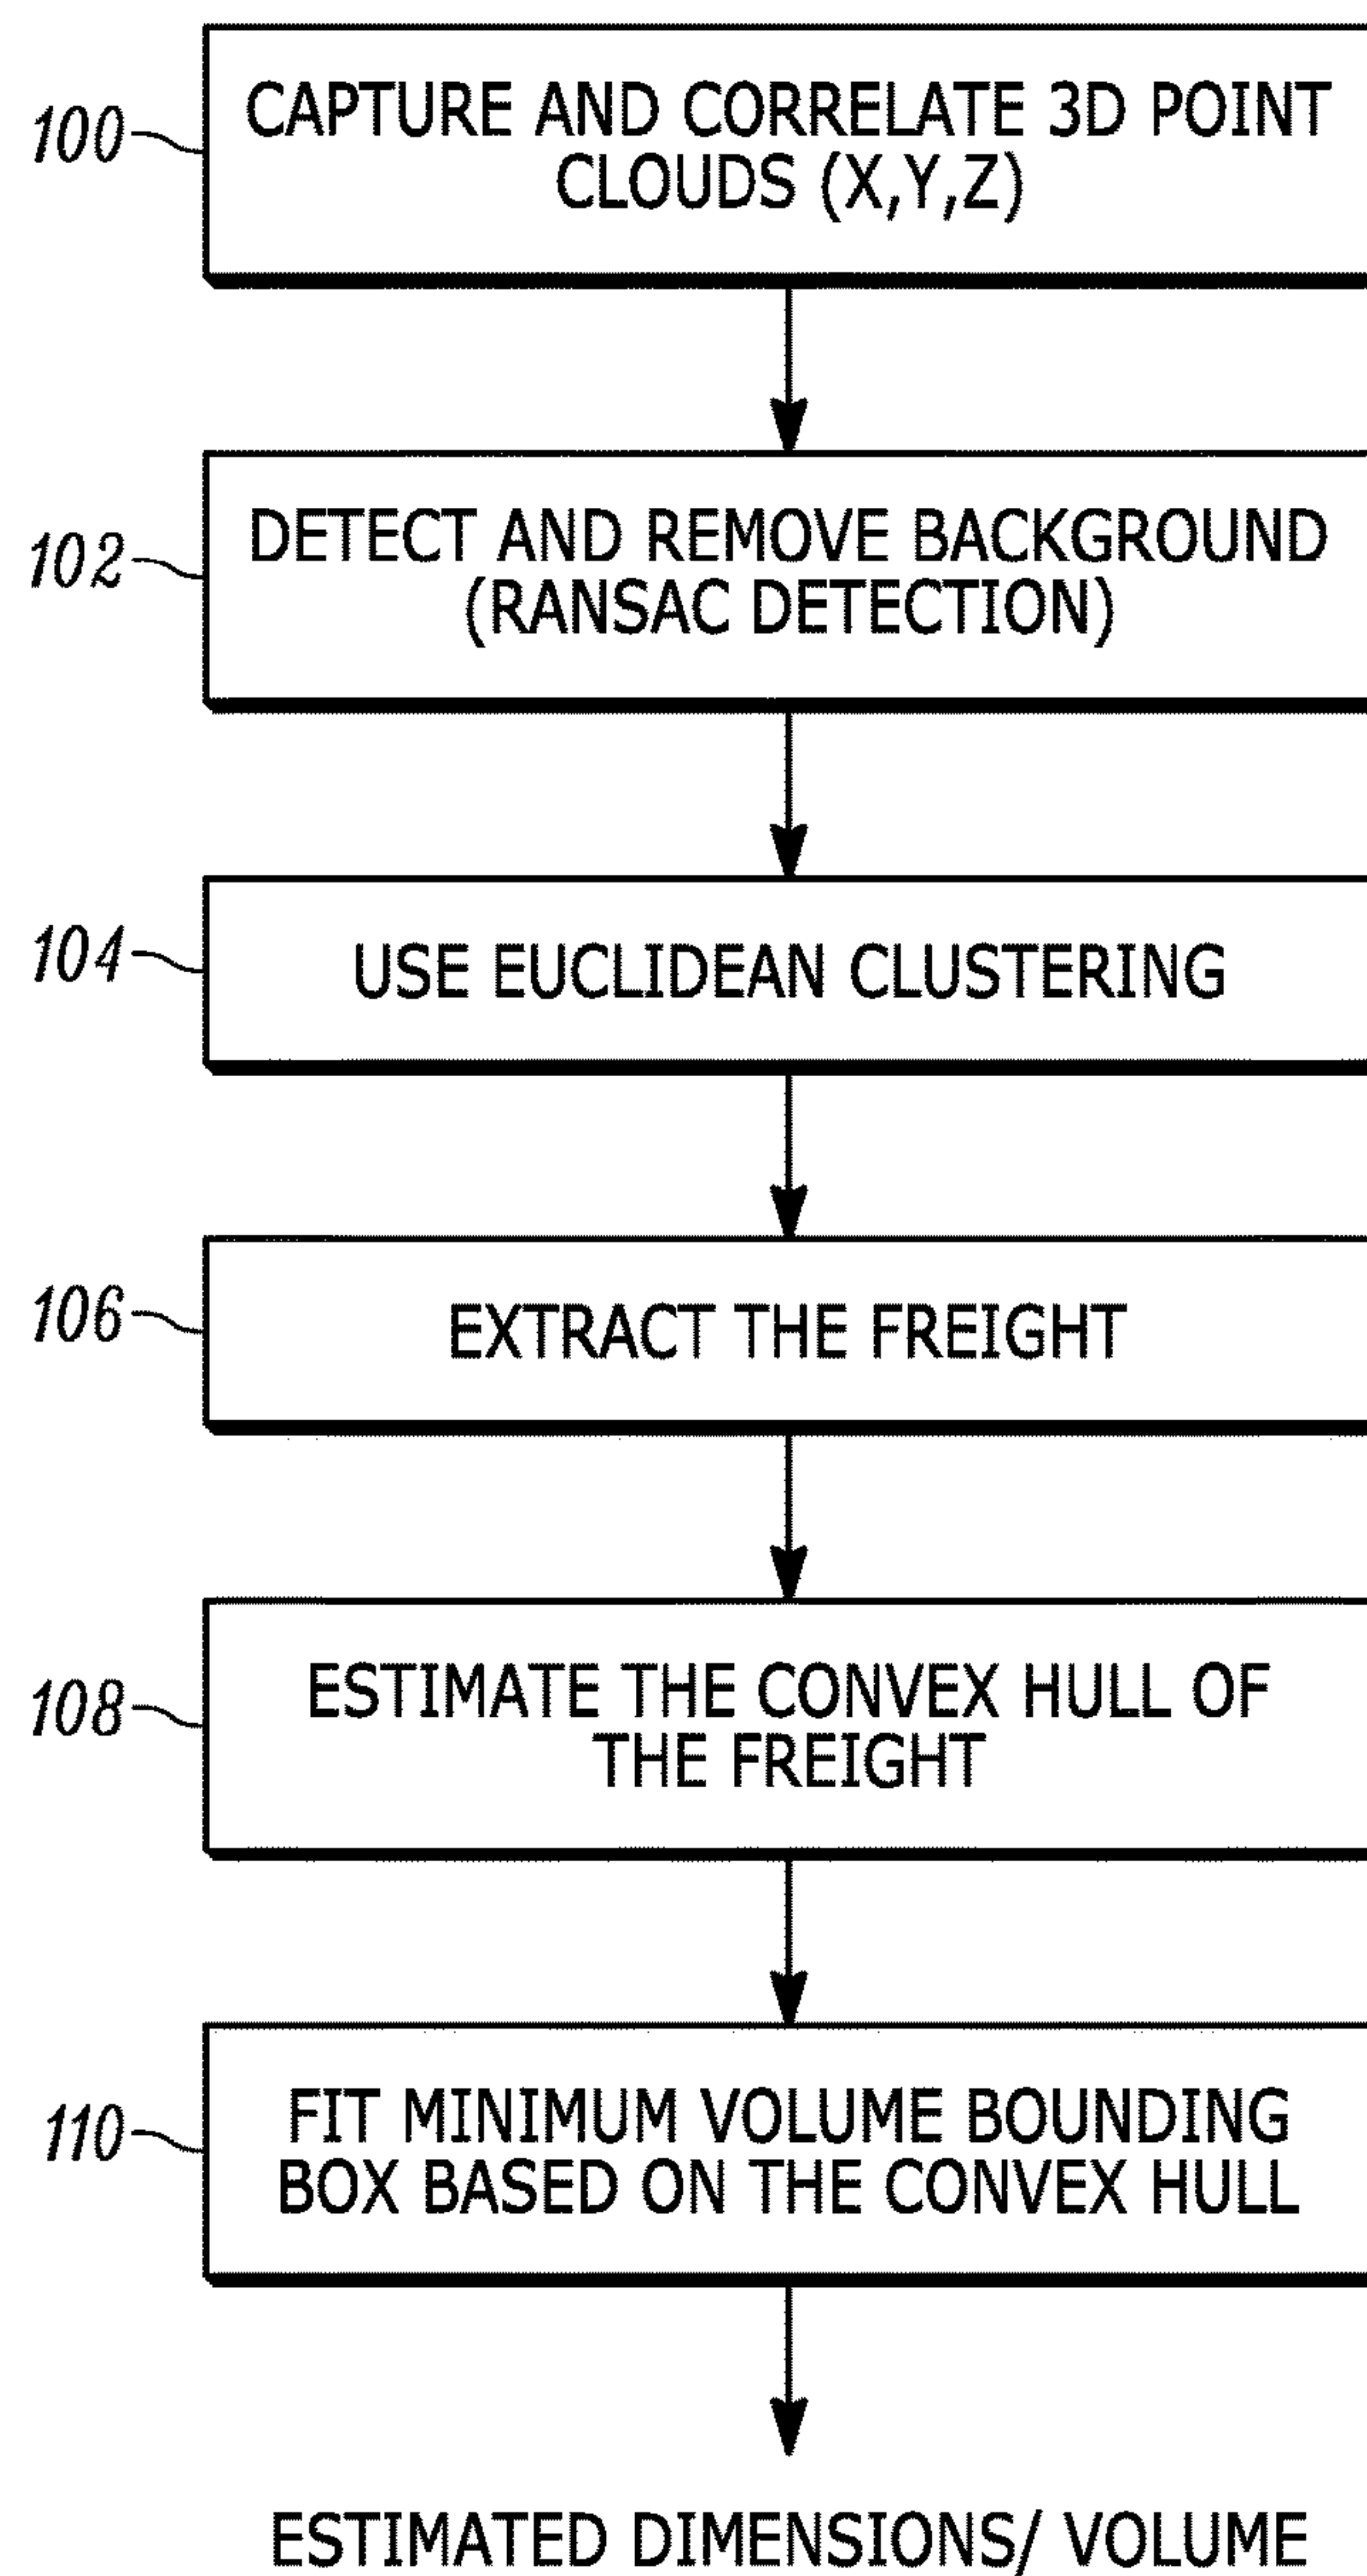 100
CAPTURE AND CORRELATE 3D POINT
CLOUDS (X,Y,Z)
102
DETECT AND REMOVE BACKGROUND
(RANSAC DETECTION)
104
USE EUCLIDEAN CLUSTERING
106
EXTRACT THE FREIGHT
108
ESTIMATE THE CONVEX HULL OF
THE FREIGHT
110
FIT MINIMUM VOLUME BOUNDING
BOX BASED ON THE CONVEX HULL
ESTIMATED DIMENSIONS/ VOLUME